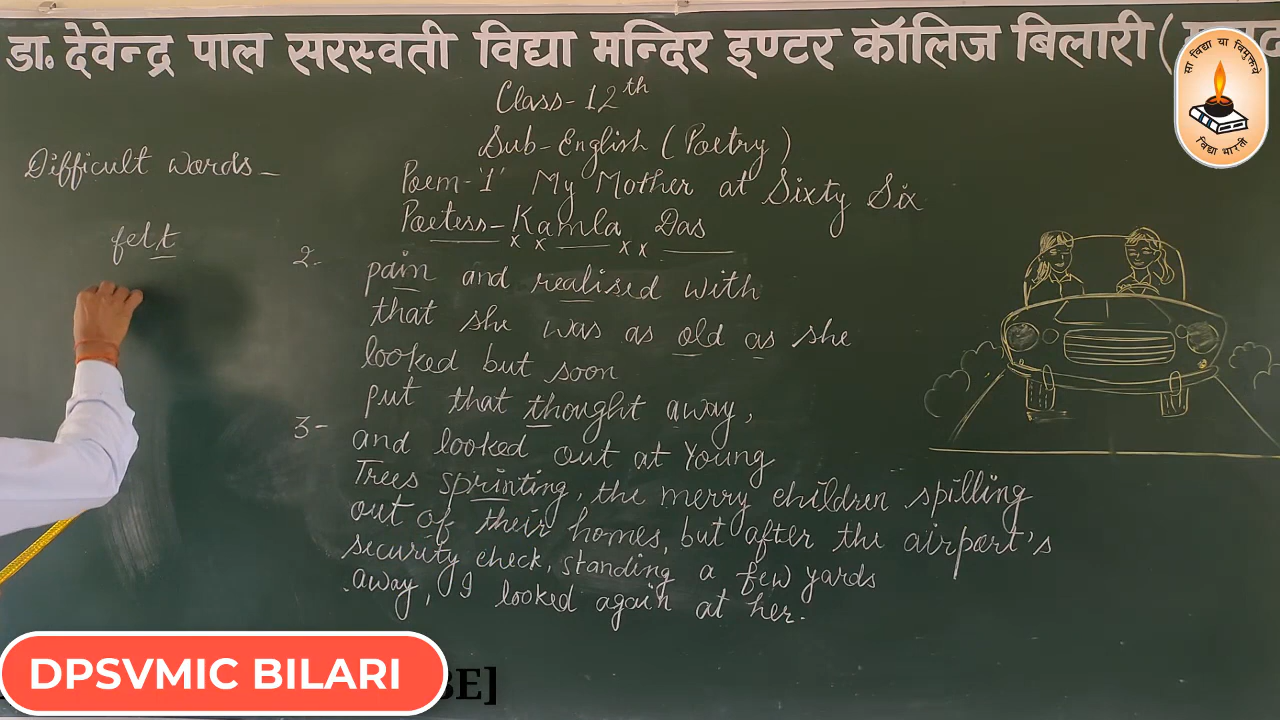 डा. देवेन्द्र पाल सरस्वती विद्या मन्दिर इण्टर कॉलिज बिलारी (
सा विद्या या विमुक्तये
विद्या भारती
Class-12th
Sub-English (Poetry)
Poem-'1' My Mother at Sixty Six
Poetess-Kamla Das
x x x x
Difficult words-
felt
2- pain and realised with
that she was as old as she
looked but soon
put that thought away,
3- and looked out at Young
Trees sprinting, the merry children spilling
out of their homes, but after the airport's
security check, standing a few yards
away, I looked again at her.
DPSVMIC BILARI
BE]